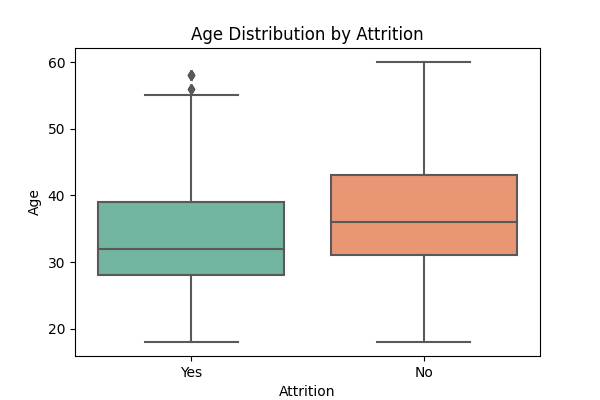 Age Distribution by Attrition
60
50
40
30
20
Age
Yes
No
Attrition